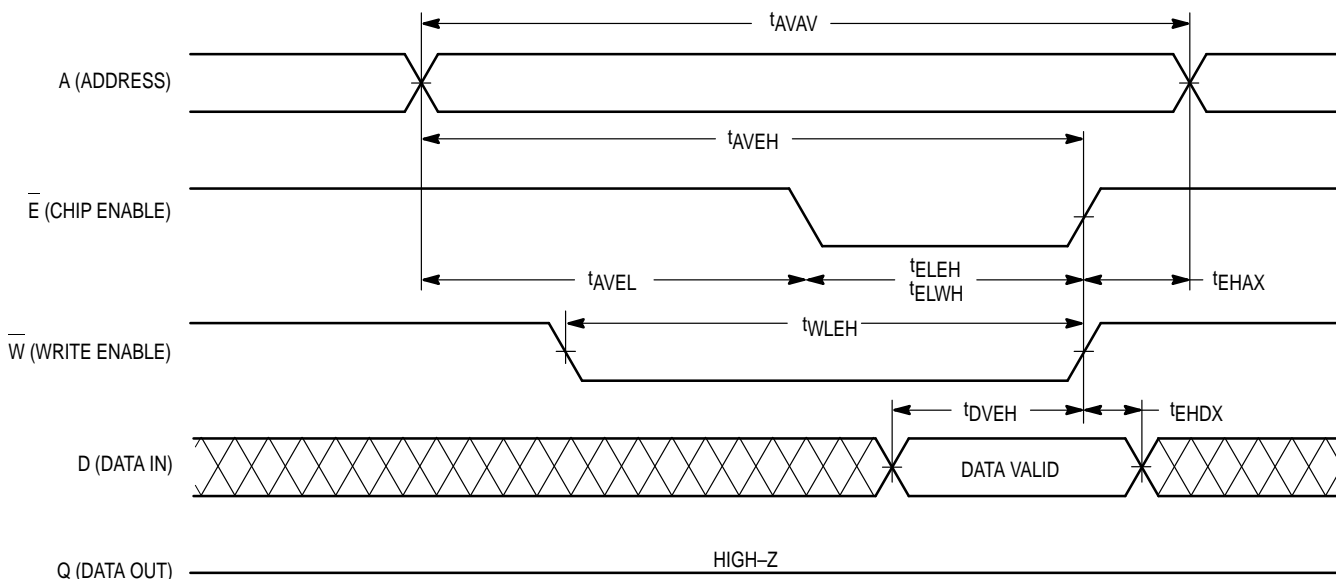 tAVAV
A (ADDRESS)
tAVEH
E (CHIP ENABLE)
tAVEL
tELEH
tELWH
tEHAX
tWLEH
W (WRITE ENABLE)
tDVEH
tEHDX
D (DATA IN)
DATA VALID
HIGH–Z
Q (DATA OUT)